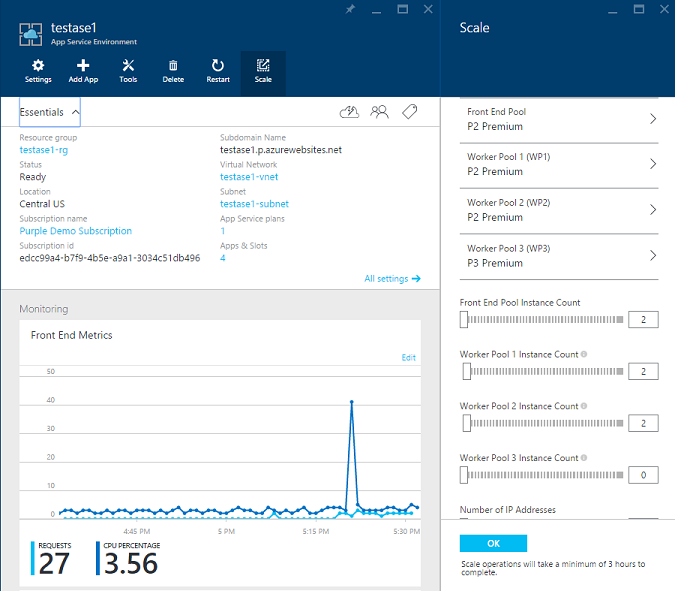 testase1
App Service Environment
Settings
Add App
Tools
Delete
Restart
Scale
Essentials
Resource group
testase1-rg
Status
Ready
Location
Central US
Subscription name
Purple Demo Subscription
Subscription id
edcc99a4-b7f9-4b5e-a9a1-3034c51db496
Subdomain Name
testase1.p.azurewebsites.net
Virtual Network
testase1-vnet
Subnet
testase1-subnet
App Service plans
1
Apps & Slots
4
All settings
Monitoring
Front End Metrics
Edit
50
40
30
20
10
0
4:45 PM
5 PM
5:15 PM
5:30 PM
REQUESTS
27
CPU PERCENTAGE
3.56
Scale
Front End Pool
P2 Premium
Worker Pool 1 (WP1)
P2 Premium
Worker Pool 2 (WP2)
P2 Premium
Worker Pool 3 (WP3)
P3 Premium
Front End Pool Instance Count
2
Worker Pool 1 Instance Count
2
Worker Pool 2 Instance Count
2
Worker Pool 3 Instance Count
0
Number of IP Addresses
OK
Scale operations will take a minimum of 3 hours to
complete.